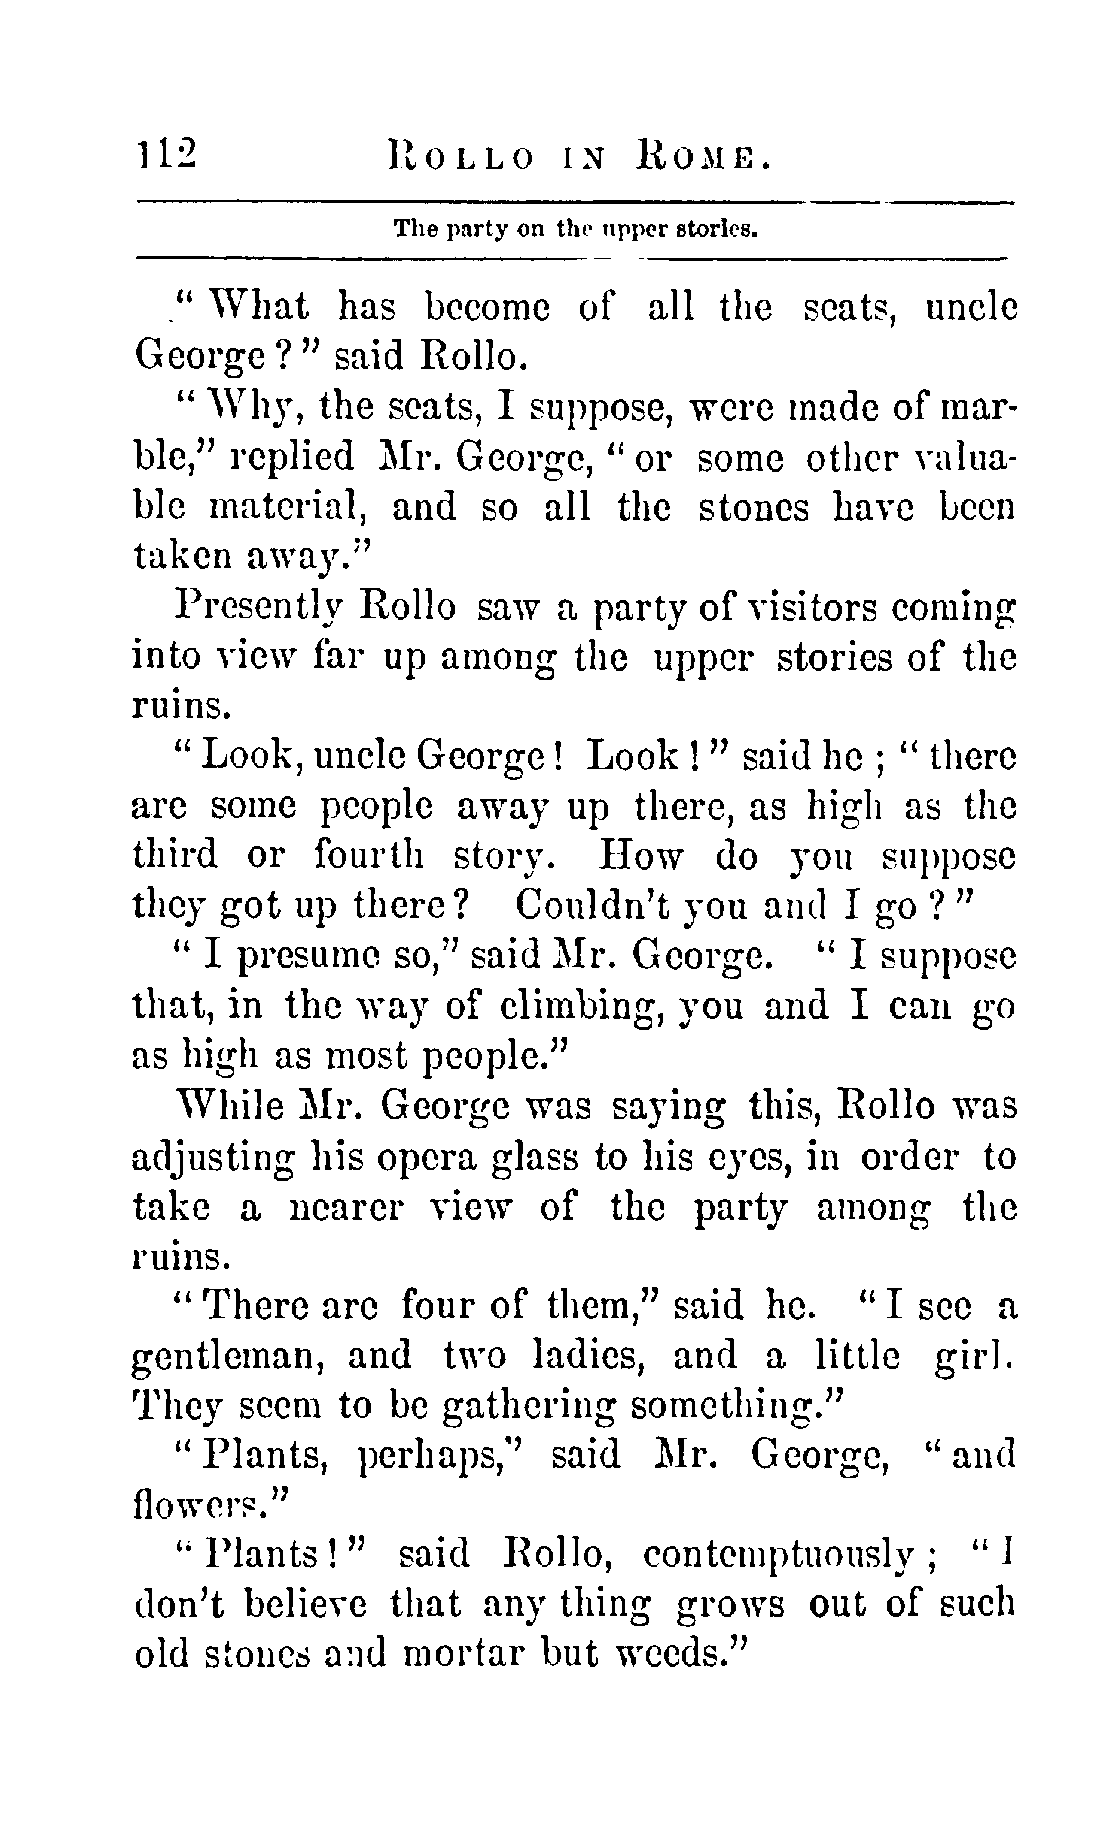 112 ROLLO IN ROME.
The party on the upper stories.
“ What has become of all the seats, uncle
George ? ” said Rollo.
“ Why, the seats, I suppose, were made of mar-
ble,” replied Mr. George, “ or some other valua-
ble material, and so all the stones have been
taken away.”
Presently Rollo saw a party of visitors coming
into view far up among the upper stories of the
ruins.
“ Look, uncle George ! Look ! ” said he ; “ there
are some people away up there, as high as the
third or fourth story. How do you suppose
they got up there ? Couldn’t you and I go ? ”
“ I presume so,” said Mr. George. “ I suppose
that, in the way of climbing, you and I can go
as high as most people.”
While Mr. George was saying this, Rollo was
adjusting his opera glass to his eyes, in order to
take a nearer view of the party among the
ruins.
“ There are four of them,” said he. “ I see a
gentleman, and two ladies, and a little girl.
They seem to be gathering something.”
“ Plants, perhaps,” said Mr. George, “ and
flowers.”
“ Plants ! ” said Rollo, contemptuously ; “ I
don’t believe that any thing grows out of such
old stones and mortar but weeds.”